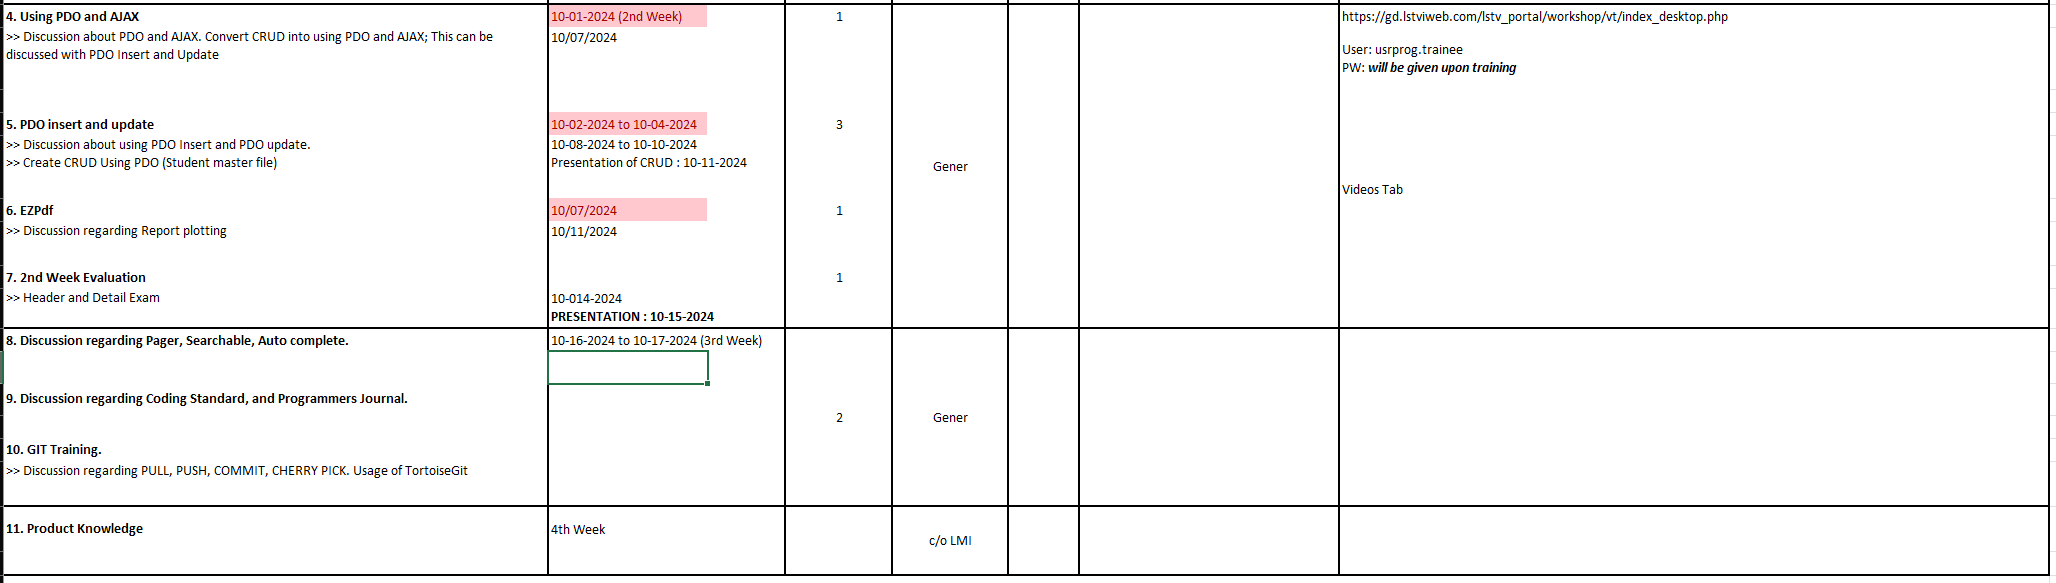 4. Using PDO and AJAX
10-01-2024 (2nd Week)
1
https://gd.lstviweb.com/lstv_portal/workshop/vt/index_desktop.php
>> Discussion about PDO and AJAX. Convert CRUD into using PDO and AJAX; This can be
discussed with PDO Insert and Update
10/07/2024
User: usrprog.trainee
PW: will be given upon training
5. PDO insert and update
10-02-2024 to 10-04-2024
3
>> Discussion about using PDO Insert and PDO update.
10-08-2024 to 10-10-2024
>> Create CRUD Using PDO (Student master file)
Presentation of CRUD : 10-11-2024
Gener
Videos Tab
6. EZPdf
10/07/2024
1
>> Discussion regarding Report plotting
10/11/2024
7. 2nd Week Evaluation
1
>> Header and Detail Exam
10-014-2024
PRESENTATION : 10-15-2024
8. Discussion regarding Pager, Searchable, Auto complete.
10-16-2024 to 10-17-2024 (3rd Week)
9. Discussion regarding Coding Standard, and Programmers Journal.
2
Gener
10. GIT Training.
>> Discussion regarding PULL, PUSH, COMMIT, CHERRY PICK. Usage of TortoiseGit
11. Product Knowledge
4th Week
c/o LMI